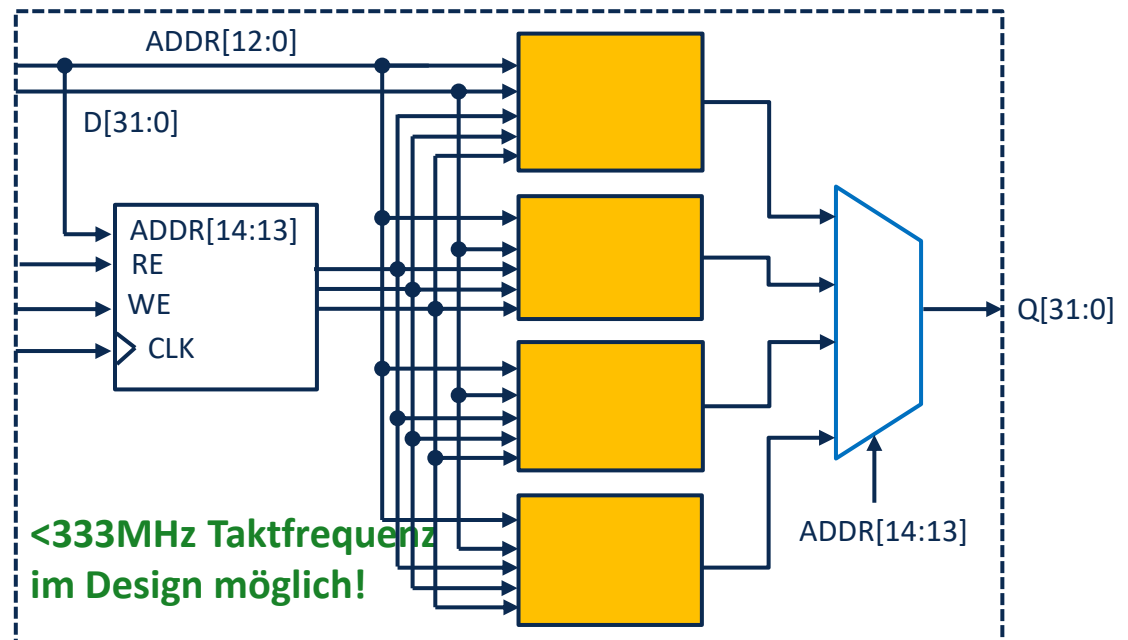 ADDR[12:0]
D[31:0]
ADDR[14:13]
RE
WE
CLK
Q[31:0]
ADDR[14:13]
<333MHz Taktfrequenz
im Design möglich!